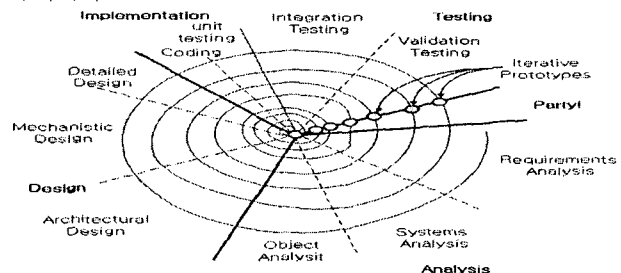 Implomontation
unit
testing
Coding
Integration
Testing
Testing
Validation
Testing
Iterative
Prototypes
Partyl
Detailed
Design
Mechanistic
Design
Design
Architectural
Design
Object
Analysit
Systems
Analysis
Analysis
Requirements
Analysis